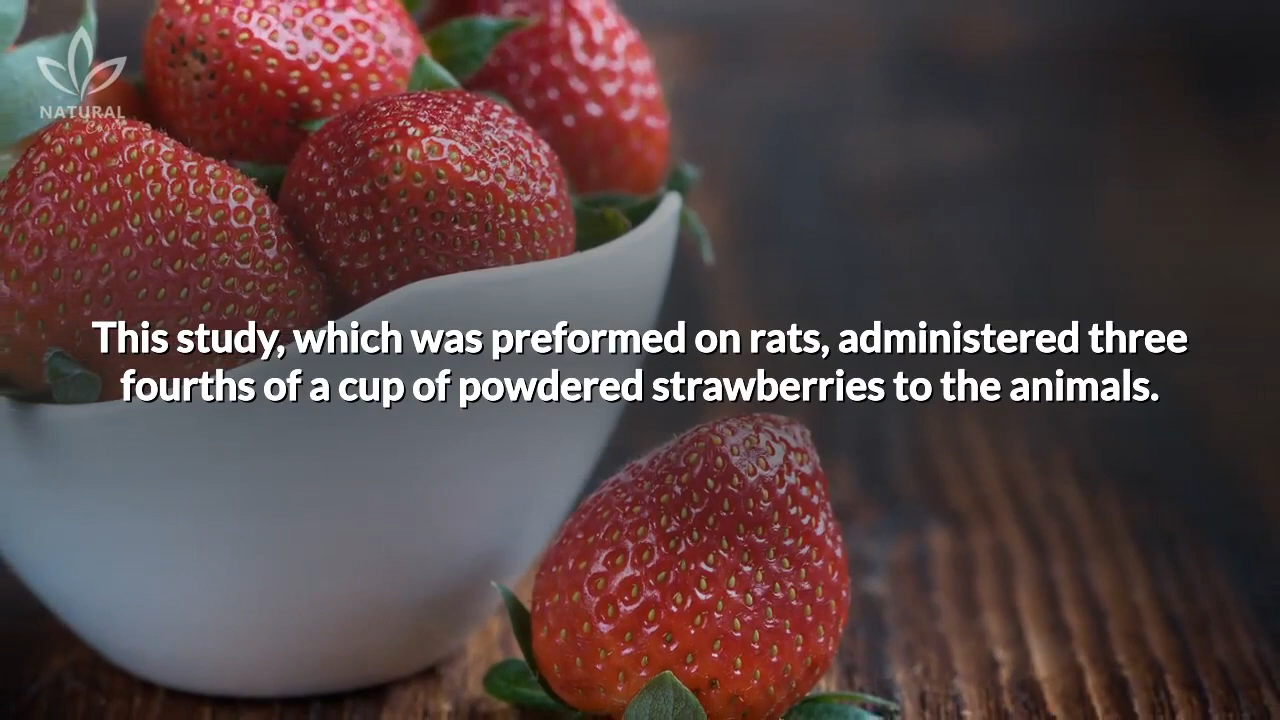 NATURAL
This study, which was preformed on rats, administered three
fourths of a cup of powdered strawberries to the animals.